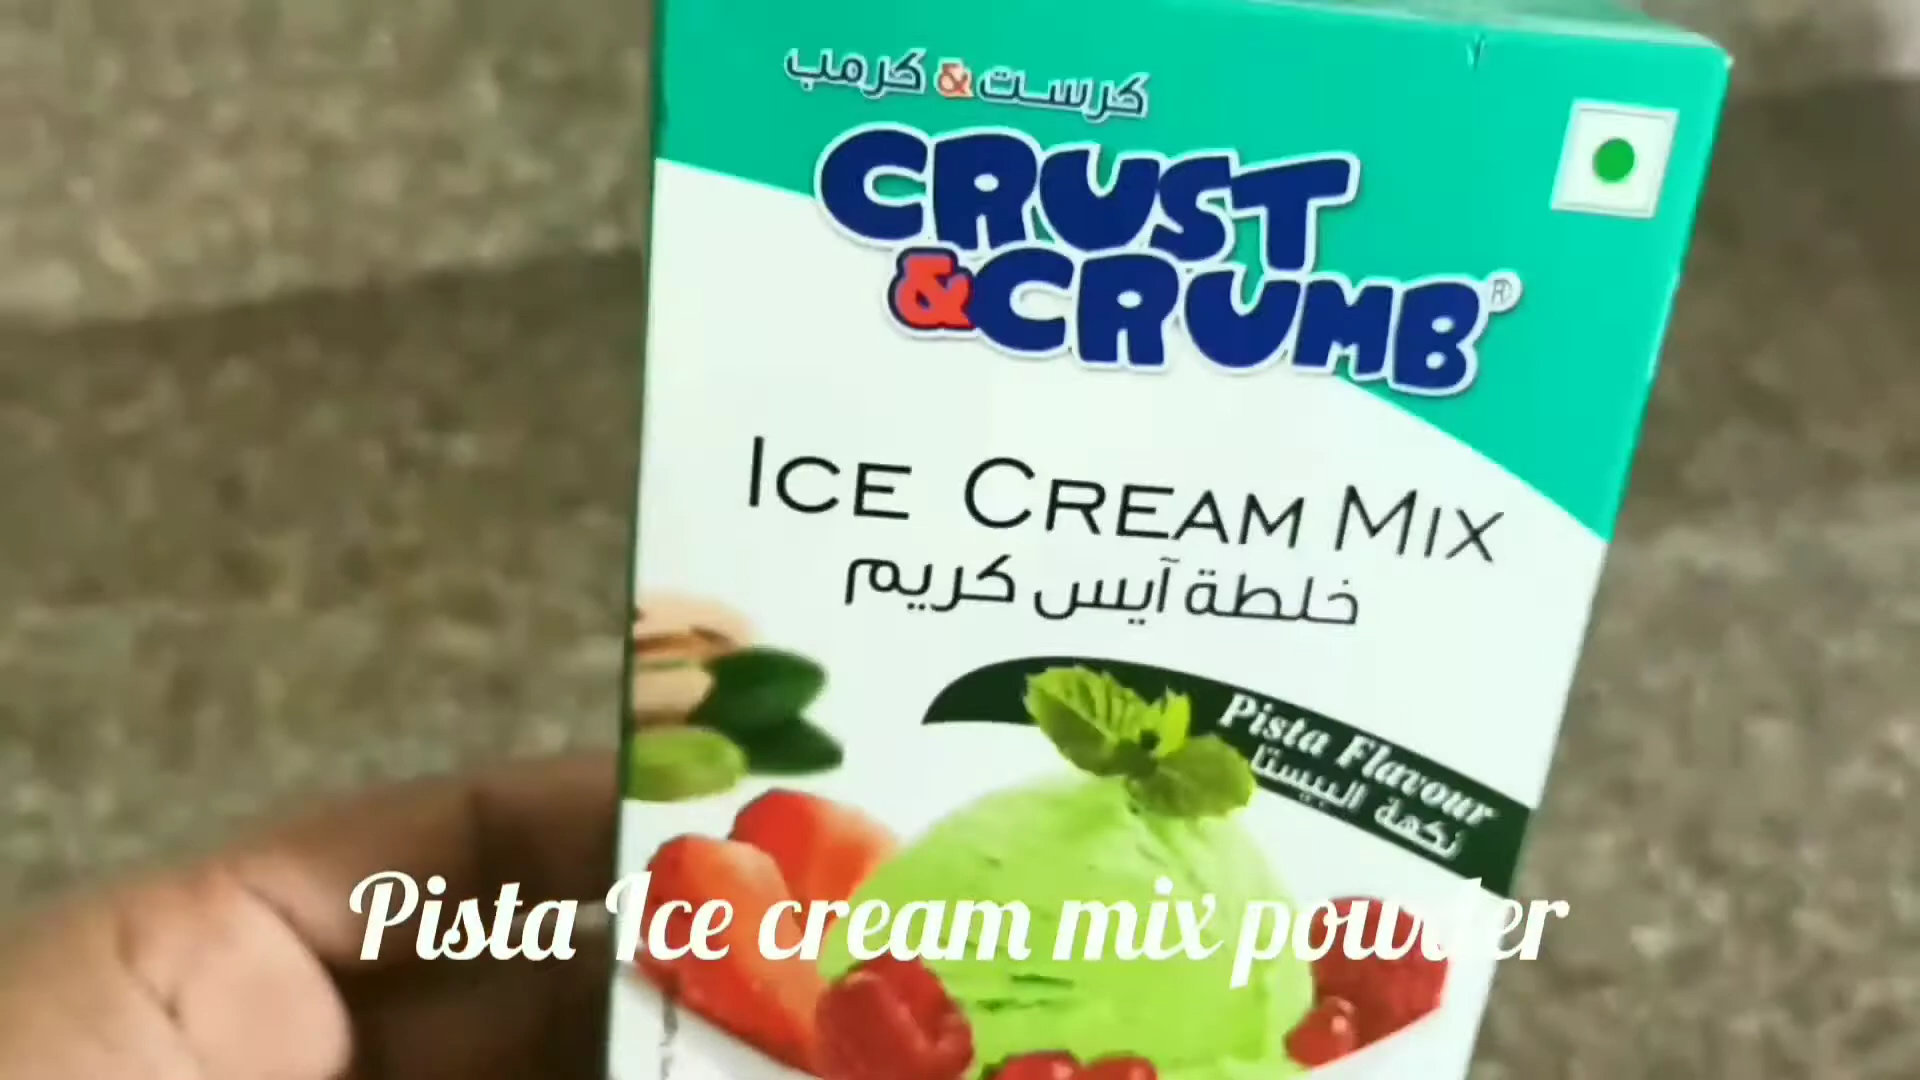 كرست & كرمب
CRUST
& CRUMB®
ICE CREAM MIX
خلطة آيس كريم
Pista Flavour
نكهة البيستا
Pista Ice cream mix powder